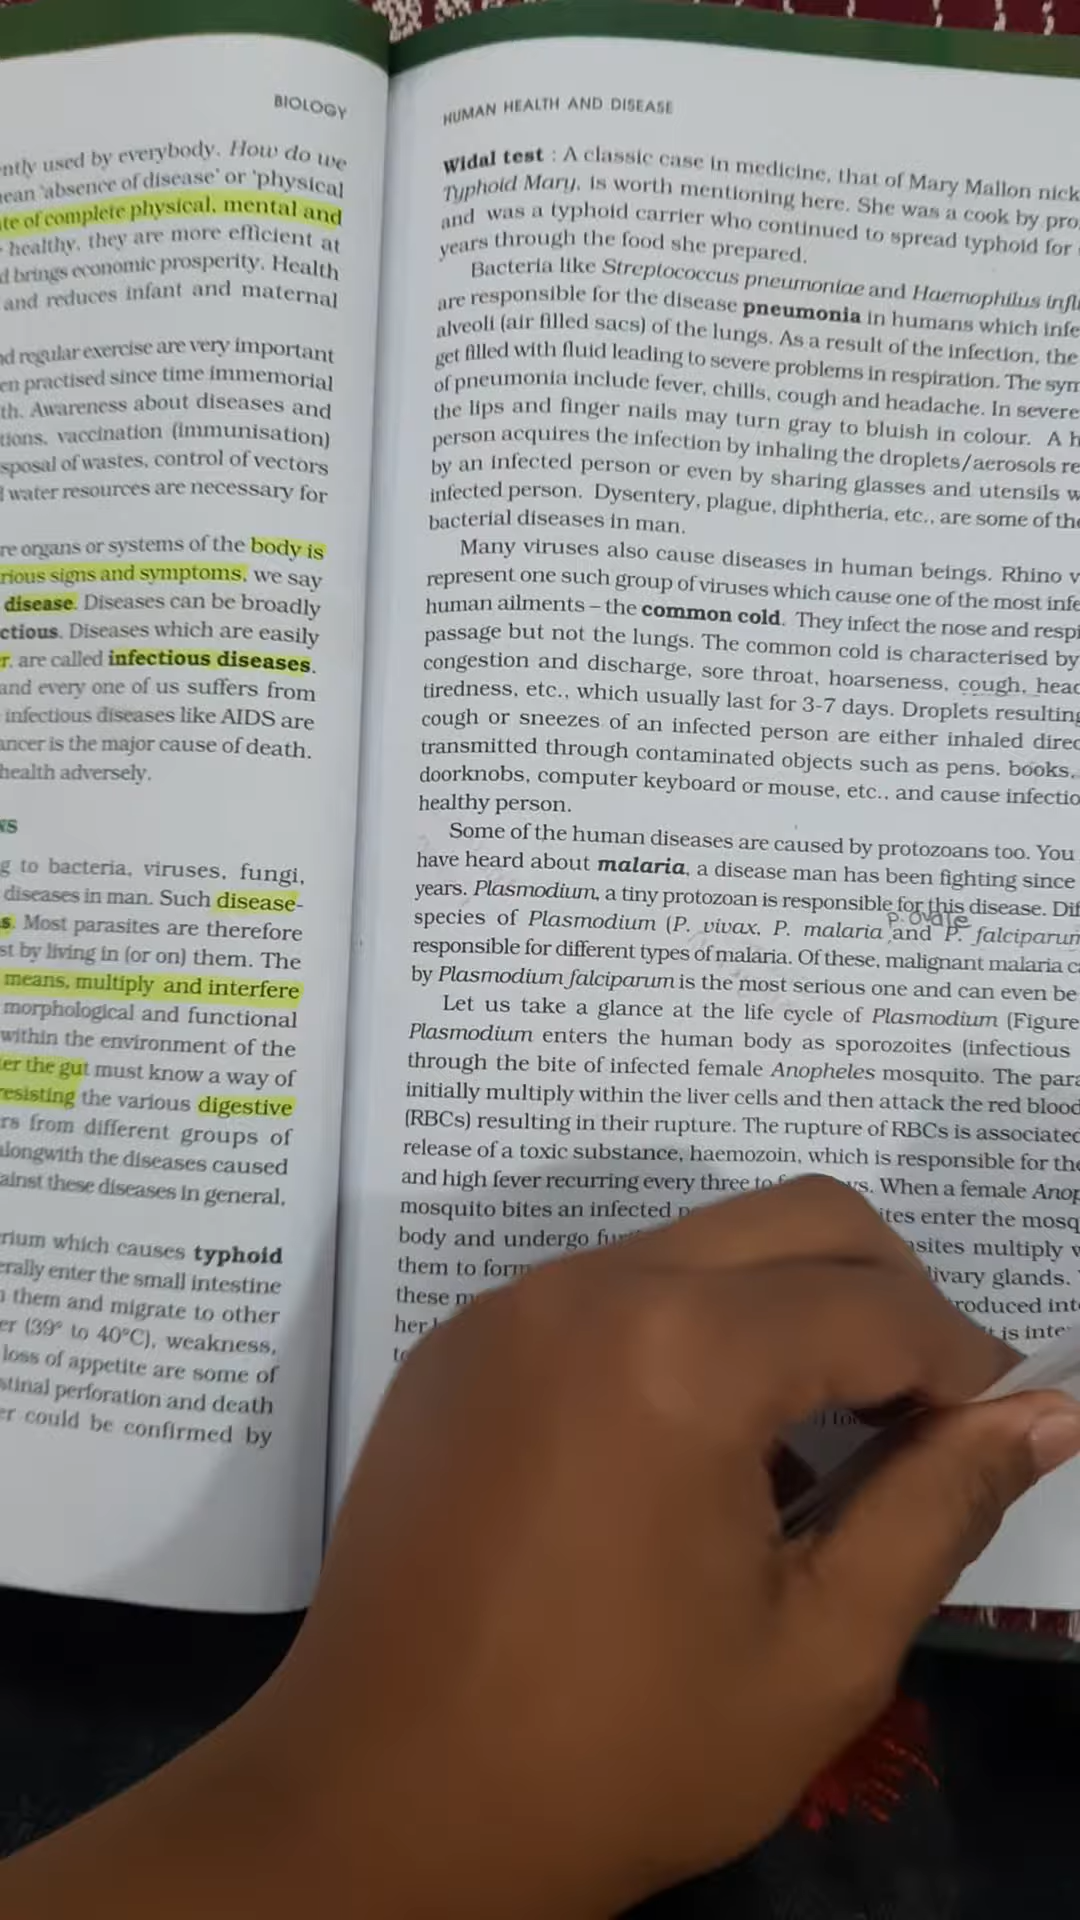 BIOLOGY
ently used by everybody. How do we
ean 'absence of disease' or 'physical
te of complete physical, mental and
healthy, they are more efficient at
d brings economic prosperity. Health
and reduces infant and maternal
nd regular exercise are very important
en practised since time immemorial
th. Awareness about diseases and
tions, vaccination (immunisation)
sposal of wastes, control of vectors
water resources are necessary for
re organs or systems of the body is
rious signs and symptoms, we say
disease. Diseases can be broadly
ctious. Diseases which are easily
r, are called infectious diseases.
and every one of us suffers from
infectious diseases like AIDS are
ancer is the major cause of death.
health adversely.
NS
g to bacteria, viruses, fungi,
diseases in man. Such disease-
s. Most parasites are therefore
st by living in (or on) them. The
means, multiply and interfere
morphological and functional
within the environment of the
er the gut must know a way of
resisting the various digestive
rs from different groups of
alongwith the diseases caused
ainst these diseases in general,
rium which causes typhoid
erally enter the small intestine
them and migrate to other
er (39° to 40°C), weakness,
loss of appetite are some of
stinal perforation and death
er could be confirmed by
HUMAN HEALTH AND DISEASE
Widal test : A classic case in medicine, that of Mary Mallon nick
Typhoid Mary, is worth mentioning here. She was a cook by pro
and was a typhoid carrier who continued to spread typhoid for
years through the food she prepared.
Bacteria like Streptococcus pneumoniae and Haemophilus infl
are responsible for the disease pneumonia in humans which infe
alveoli (air filled sacs) of the lungs. As a result of the infection, the
get filled with fluid leading to severe problems in respiration. The sym
of pneumonia include fever, chills, cough and headache. In severe
the lips and finger nails may turn gray to bluish in colour. A h
person acquires the infection by inhaling the droplets/aerosols re
by an infected person or even by sharing glasses and utensils w
infected person. Dysentery, plague, diphtheria, etc., are some of the
bacterial diseases in man.
Many viruses also cause diseases in human beings. Rhino v
represent one such group of viruses which cause one of the most infe
human ailments – the common cold. They infect the nose and respi
passage but not the lungs. The common cold is characterised by
congestion and discharge, sore throat, hoarseness, cough, head
tiredness, etc., which usually last for 3-7 days. Droplets resulting
cough or sneezes of an infected person are either inhaled direc
transmitted through contaminated objects such as pens, books,
doorknobs, computer keyboard or mouse, etc., and cause infectio
healthy person.
Some of the human diseases are caused by protozoans too. You
have heard about malaria, a disease man has been fighting since
years. Plasmodium, a tiny protozoan is responsible for this disease. Dif
P. ovale
species of Plasmodium (P. vivax, P. malaria and P. falciparum
responsible for different types of malaria. Of these, malignant malaria ca
by Plasmodium falciparum is the most serious one and can even be
Let us take a glance at the life cycle of Plasmodium (Figure
Plasmodium enters the human body as sporozoites (infectious
through the bite of infected female Anopheles mosquito. The para
initially multiply within the liver cells and then attack the red blood
(RBCs) resulting in their rupture. The rupture of RBCs is associated
release of a toxic substance, haemozoin, which is responsible for the
and high fever recurring every three to ys. When a female Anop
mosquito bites an infected ites enter the mosq
body and undergo asites multiply
them to form livary glands.
these troduced int
her is inte